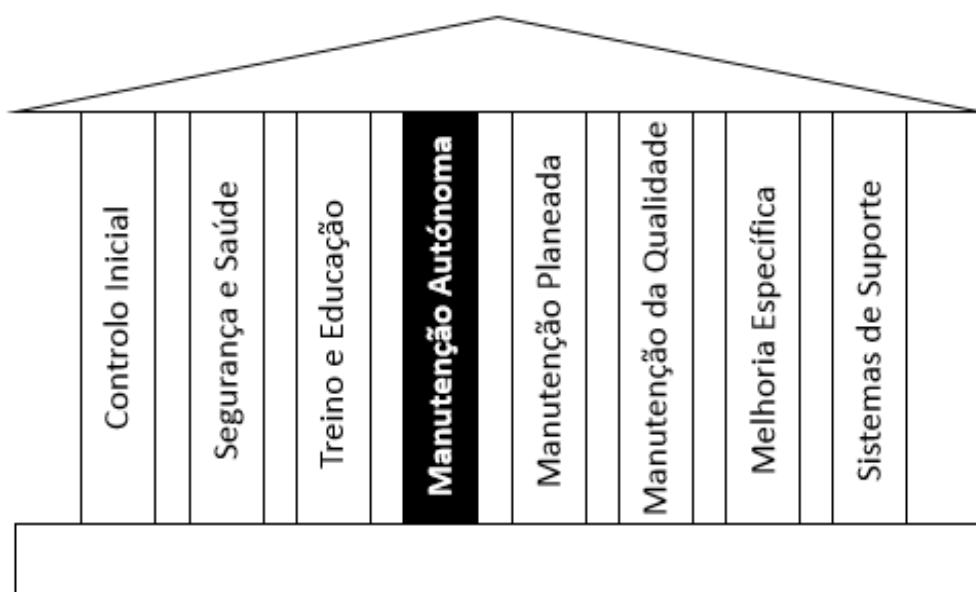 Controlo Inicial
Segurança e Saúde
Treino e Educação
Manutenção Autónoma
Manutenção Planeada
Manutenção da Qualidade
Melhoria Específica
Sistemas de Suporte